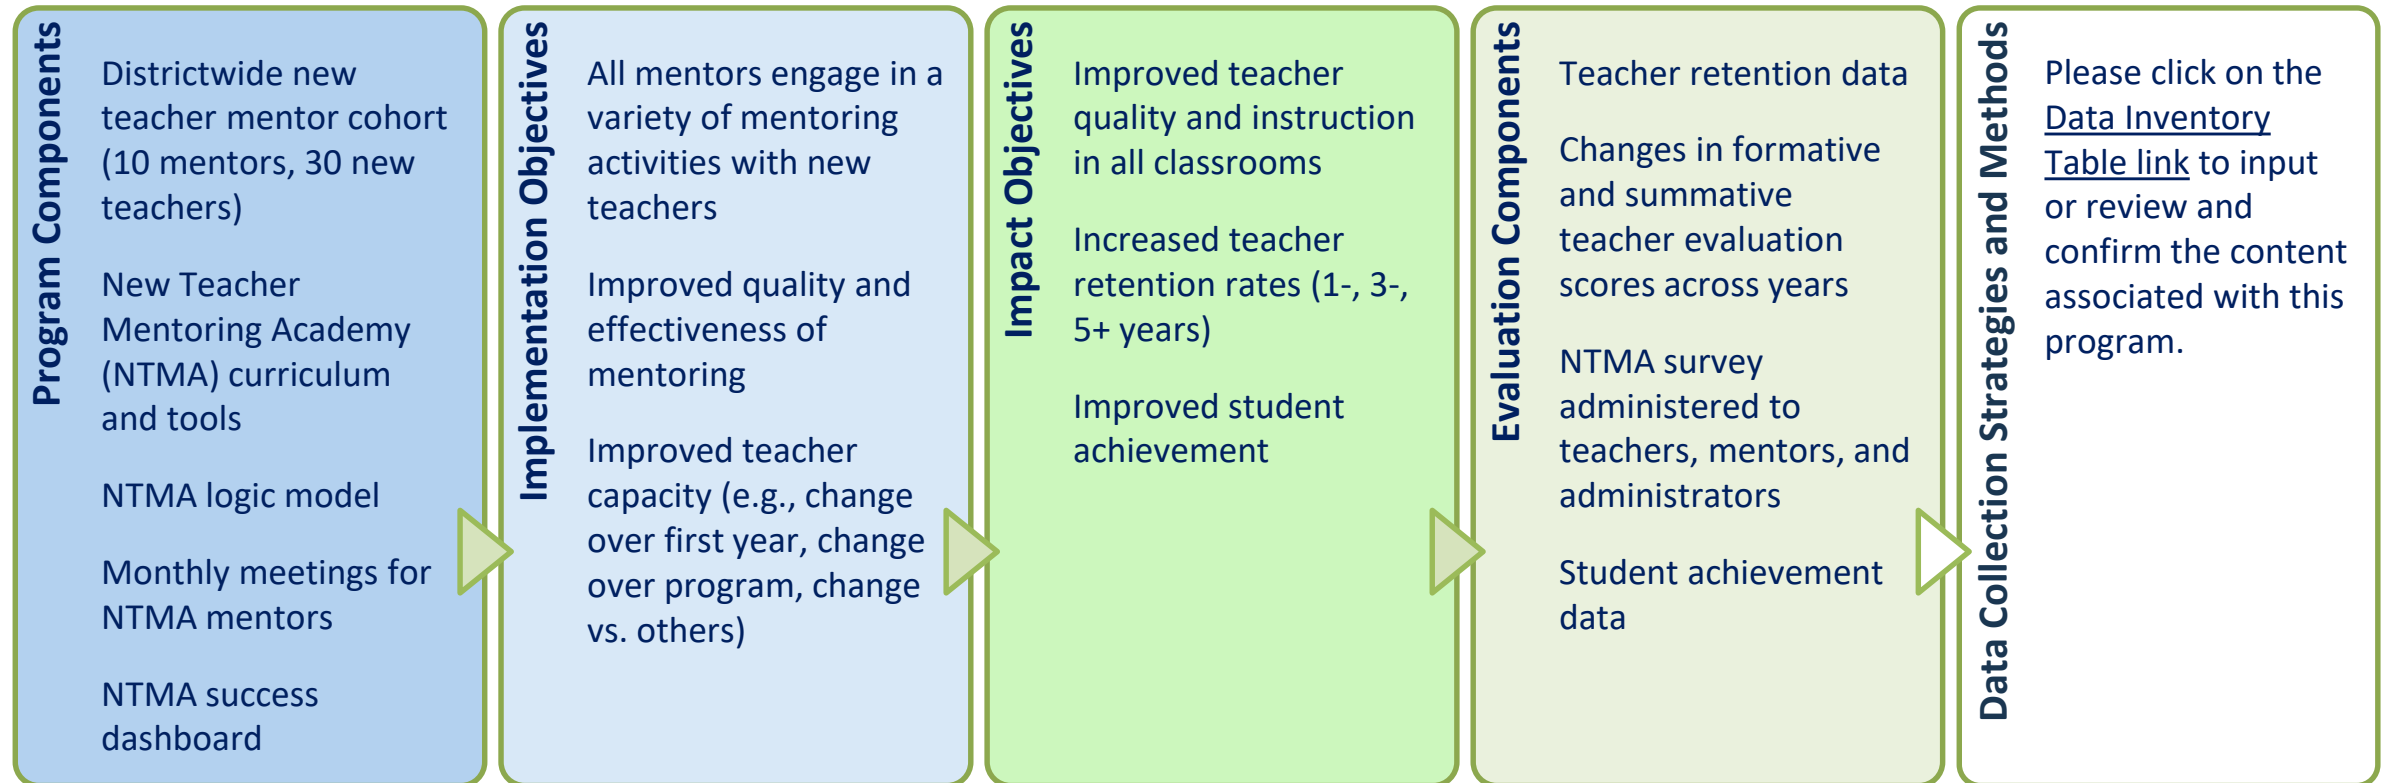 Program Components
Districtwide new
teacher mentor cohort
(10 mentors, 30 new
teachers)
New Teacher
Mentoring Academy
(NTMA) curriculum
and tools
NTMA logic model
Monthly meetings for
NTMA mentors
NTMA success
dashboard
Implementation Objectives
All mentors engage in a
variety of mentoring
activities with new
teachers
Improved quality and
effectiveness of
mentoring
Improved teacher
capacity (e.g., change
over first year, change
over program, change
vs. others)
Impact Objectives
Improved teacher
quality and instruction
in all classrooms
Increased teacher
retention rates (1-, 3-,
5+ years)
Improved student
achievement
Evaluation Components
Teacher retention data
Changes in formative
and summative
teacher evaluation
scores across years
NTMA survey
administered to
teachers, mentors, and
administrators
Student achievement
data
Data Collection Strategies and Methods
Please click on the
Data Inventory
Table link to input
or review and
confirm the content
associated with this
program.